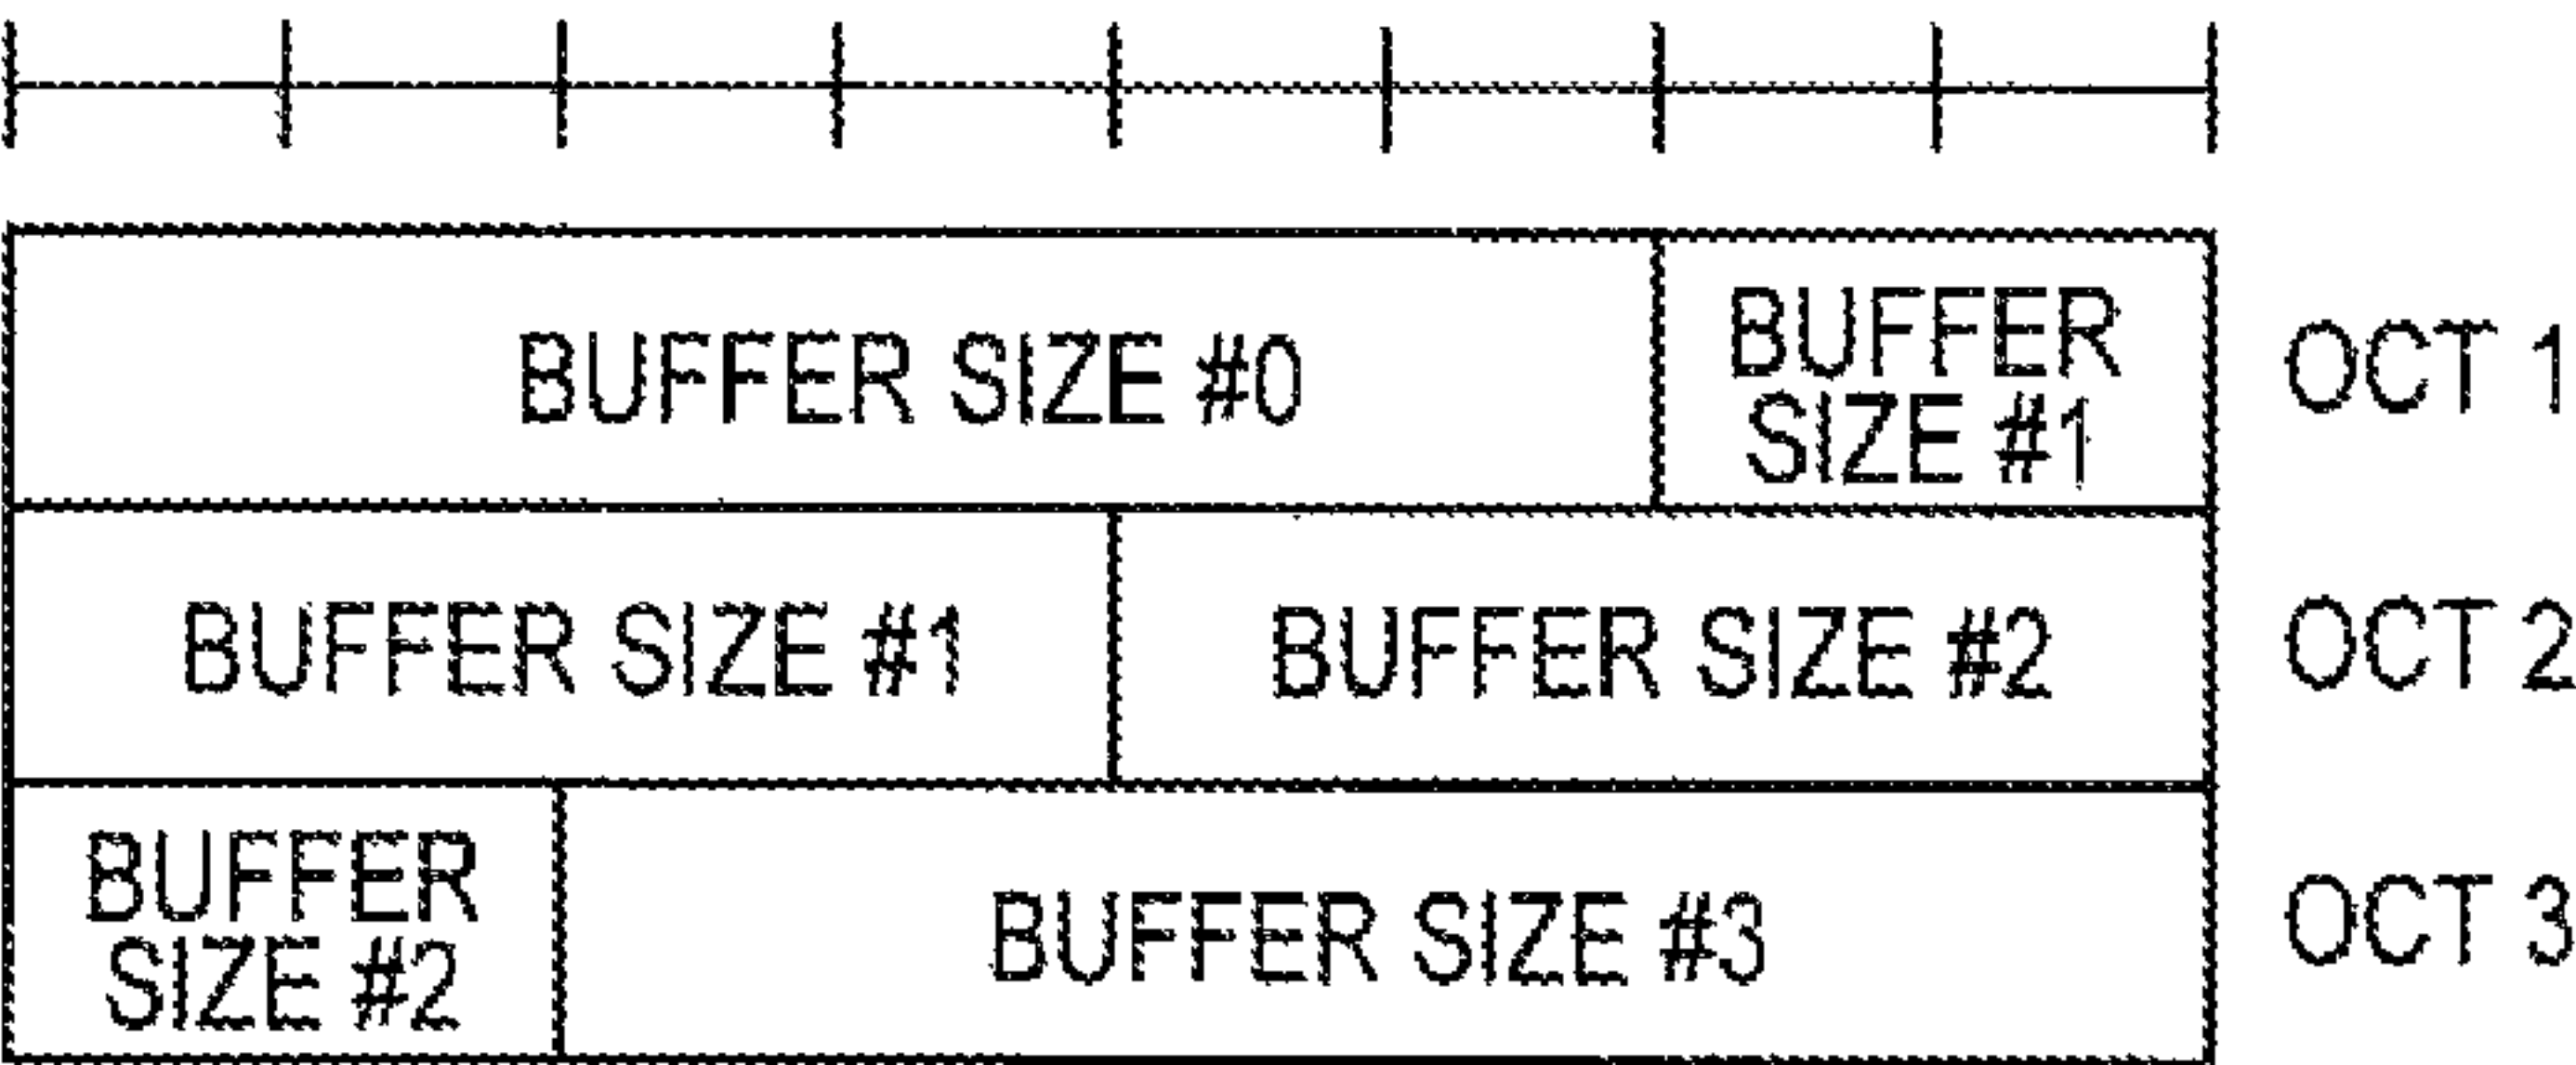 BUFFER SIZE #0
BUFFER
SIZE #1
OCT 1
BUFFER SIZE #1
BUFFER SIZE #2
OCT 2
BUFFER
SIZE #2
BUFFER SIZE #3
OCT 3